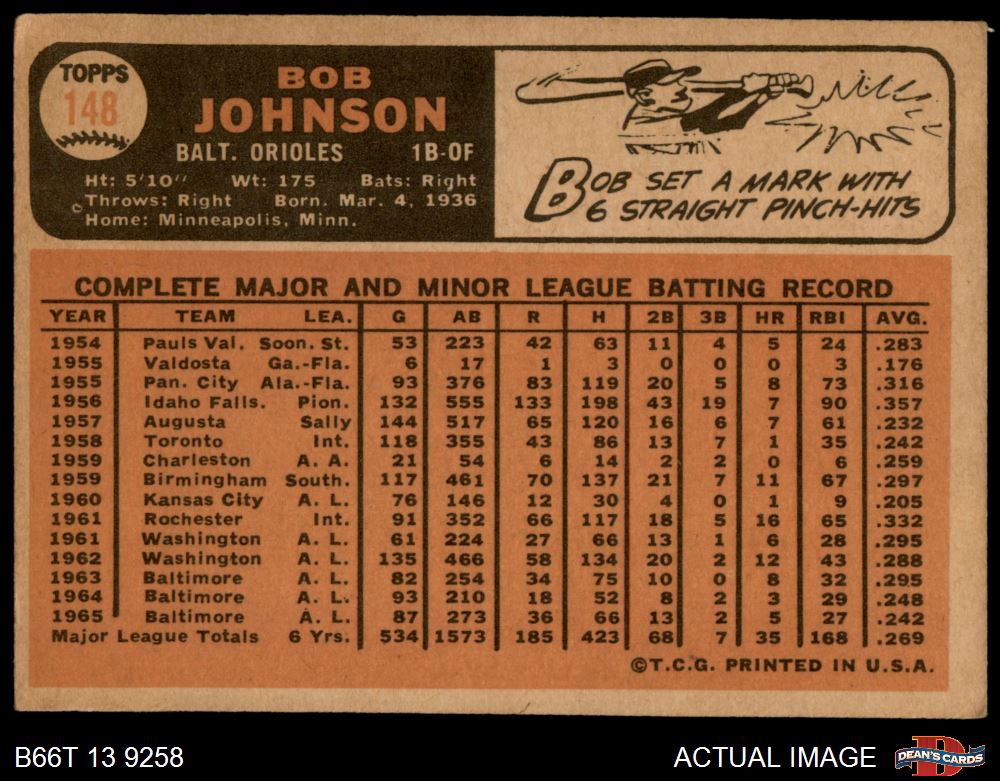 TOPPS
148
BOB
JOHNSON
BALT. ORIOLES 1B-OF
Ht: 5'10" Wt: 175 Bats: Right
Throws: Right Born. Mar. 4, 1936
Home: Minneapolis, Minn.
BOB SET A MARK WITH
6 STRAIGHT PINCH-HITS
COMPLETE MAJOR AND MINOR LEAGUE BATTING RECORD
YEAR TEAM LEA. G AB R H 2B 3B HR RBI AVG.
1954 Pauls Val. Soon. St. 53 223 42 63 11 4 5 24 .283
1955 Valdosta Ga.-Fla. 6 17 1 3 0 0 0 3 .176
1955 Pan. City Ala.-Fla. 93 376 83 119 20 5 8 73 .316
1956 Idaho Falls. Pion. 132 555 133 198 43 19 7 90 .357
1957 Augusta Sally 144 517 65 120 16 6 7 61 .232
1958 Toronto Int. 118 355 43 86 13 7 1 35 .242
1959 Charleston A. A. 21 54 6 14 2 2 0 6 .259
1959 Birmingham South. 117 461 70 137 21 7 11 67 .297
1960 Kansas City A. L. 76 146 12 30 4 0 1 9 .205
1961 Rochester Int. 91 352 66 117 18 5 16 65 .332
1961 Washington A. L. 61 224 27 66 13 1 6 28 .295
1962 Washington A. L. 135 466 58 134 20 2 12 43 .288
1963 Baltimore A. L. 82 254 34 75 10 0 8 32 .295
1964 Baltimore A. L. 93 210 18 52 8 2 3 29 .248
1965 Baltimore A. L. 87 273 36 66 13 2 5 27 .242
Major League Totals 6 Yrs. 534 1573 185 423 68 7 35 168 .269
©T.C.G. PRINTED IN U.S.A.
B66T 13 9258 ACTUAL IMAGE
D
DEAN'S CARDS